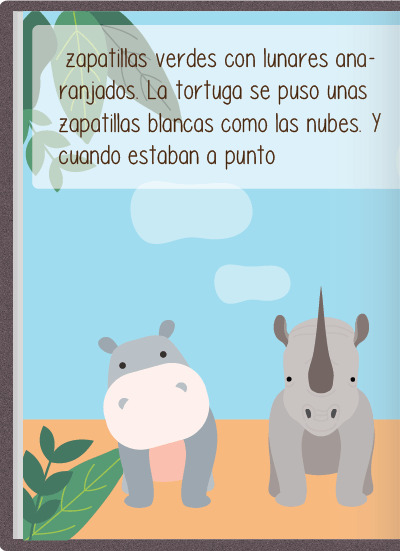 zapatillas verdes con lunares ana-
ranjados. La tortuga se puso unas
zapatillas blancas como las nubes. Y
cuando estaban a punto